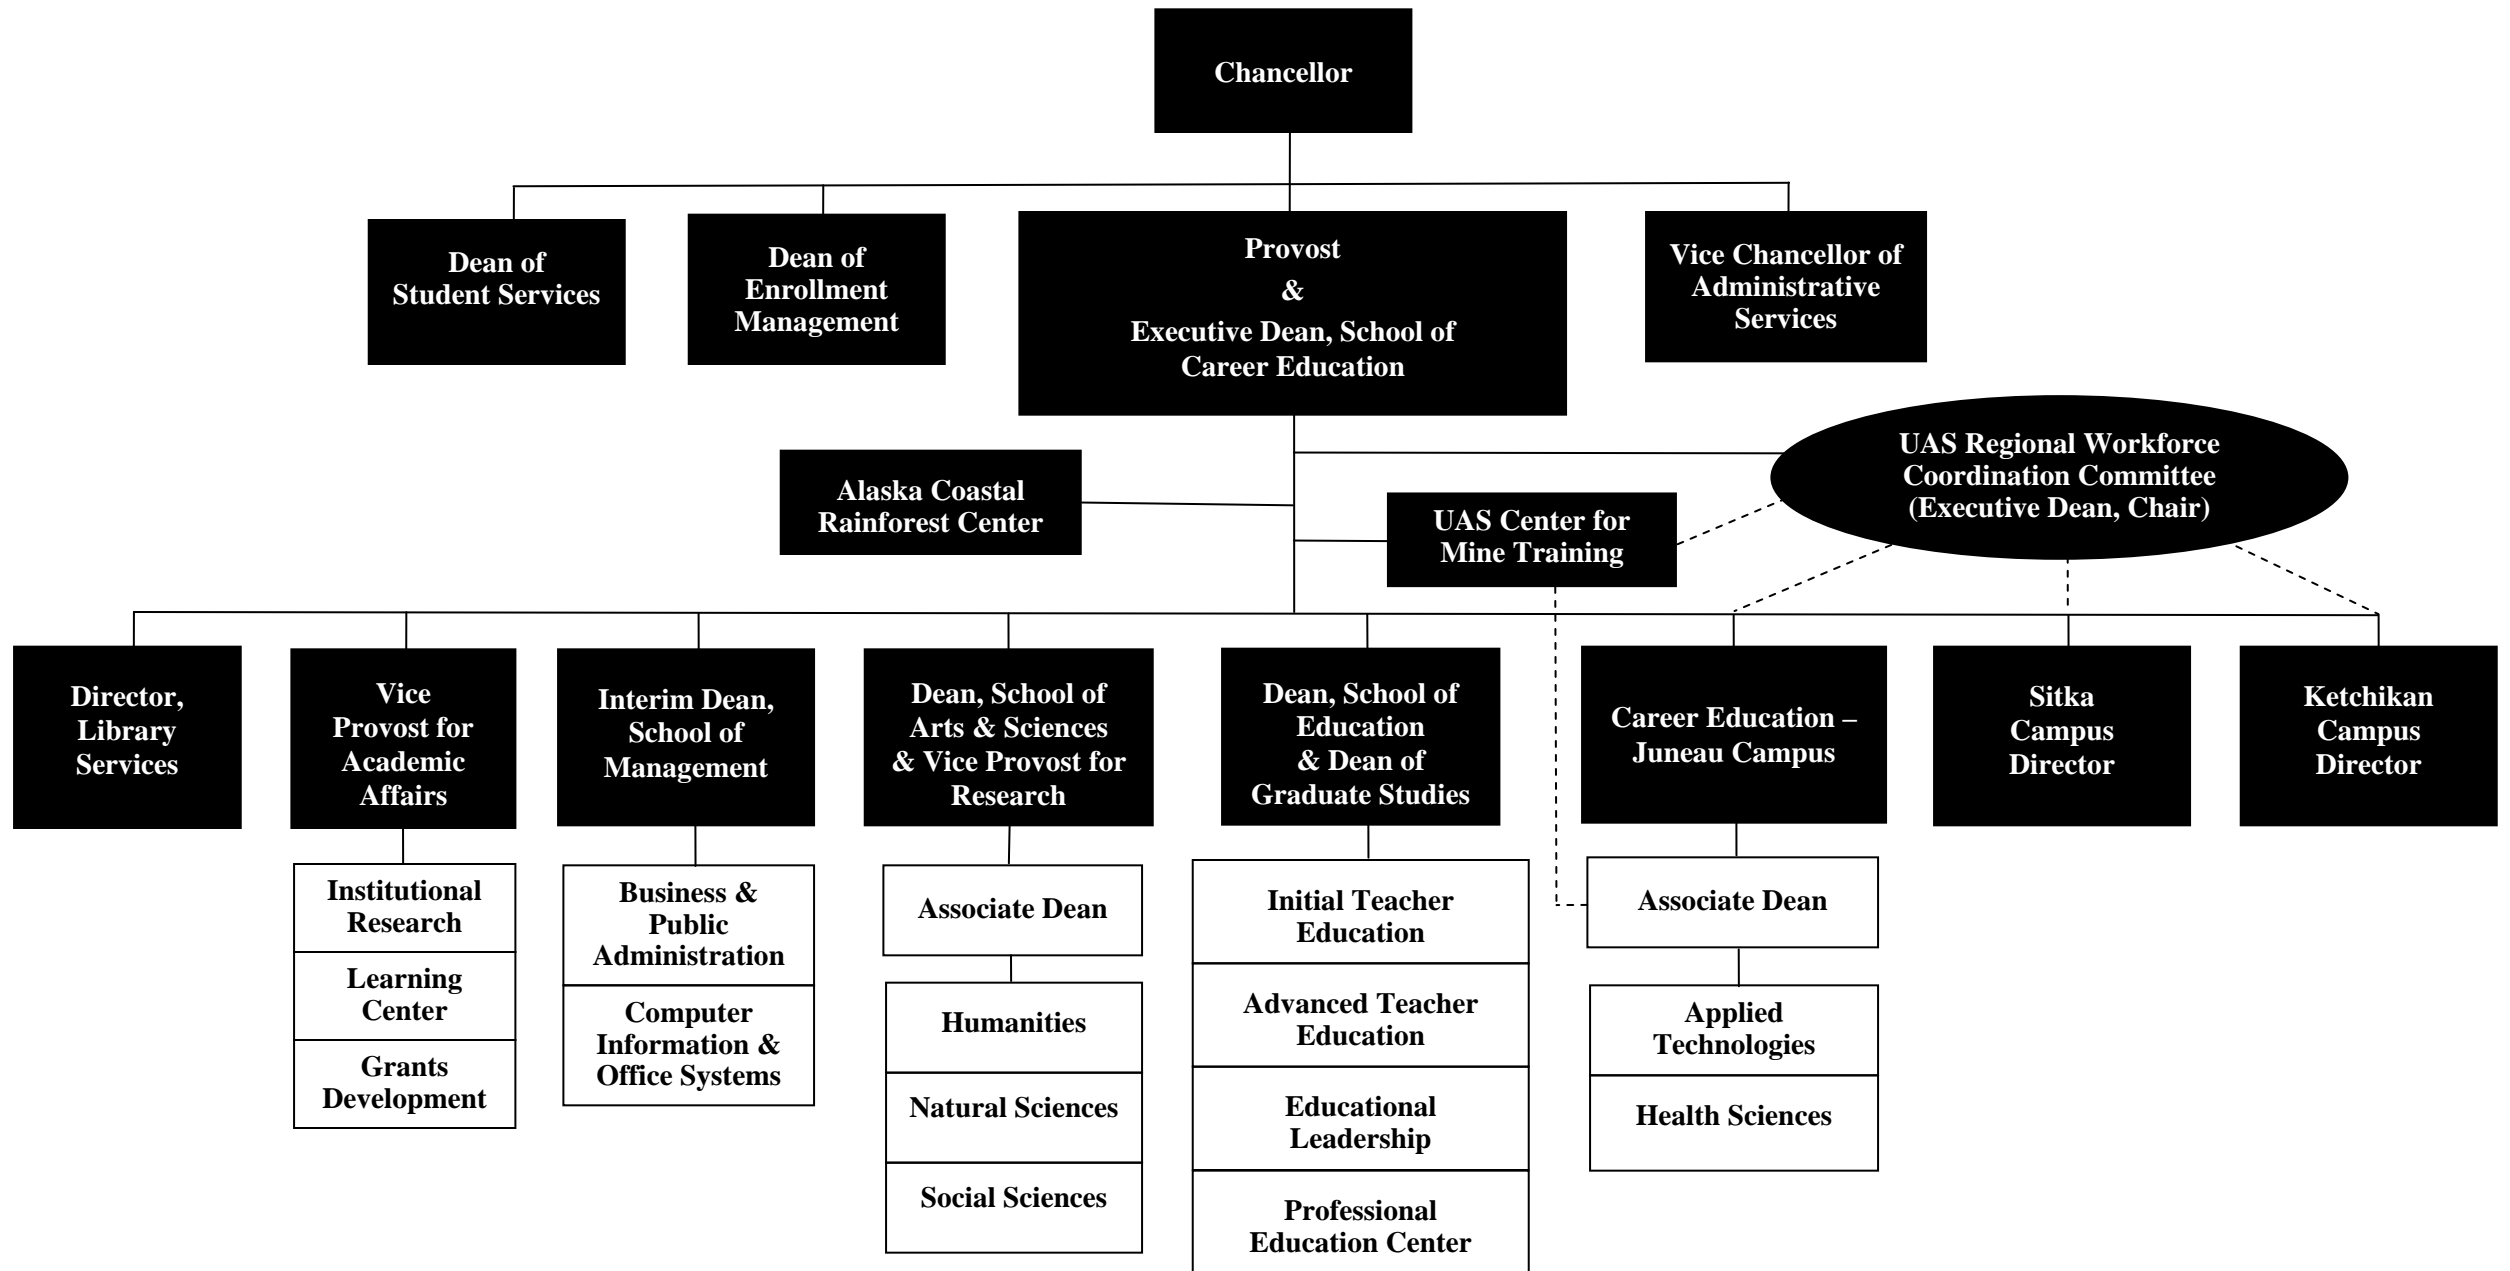 Chancellor
Dean of
Student Services
Dean of
Enrollment
Management
Provost
&
Executive Dean, School of
Career Education
Vice Chancellor of
Administrative
Services
UAS Regional Workforce
Coordination Committee
(Executive Dean, Chair)
Alaska Coastal
Rainforest Center
UAS Center for
Mine Training
Director,
Library
Services
Vice
Provost for
Academic
Affairs
Interim Dean,
School of
Management
Dean, School of
Arts & Sciences
& Vice Provost for
Research
Dean, School of
Education
& Dean of
Graduate Studies
Career Education –
Juneau Campus
Sitka
Campus
Director
Ketchikan
Campus
Director
Institutional
Research
Learning
Center
Grants
Development
Business &
Public
Administration
Computer
Information &
Office Systems
Associate Dean
Humanities
Natural Sciences
Social Sciences
Initial Teacher
Education
Advanced Teacher
Education
Educational
Leadership
Professional
Education Center
Associate Dean
Applied
Technologies
Health Sciences